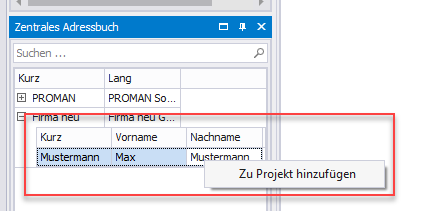 Zentrales Adressbuch
Suchen ...
Kurz Lang
PROMAN PROMAN So...
Firma neu Firma neu G...
Kurz Vorname Nachname
Mustermann Max Mustermann
Zu Projekt hinzufügen